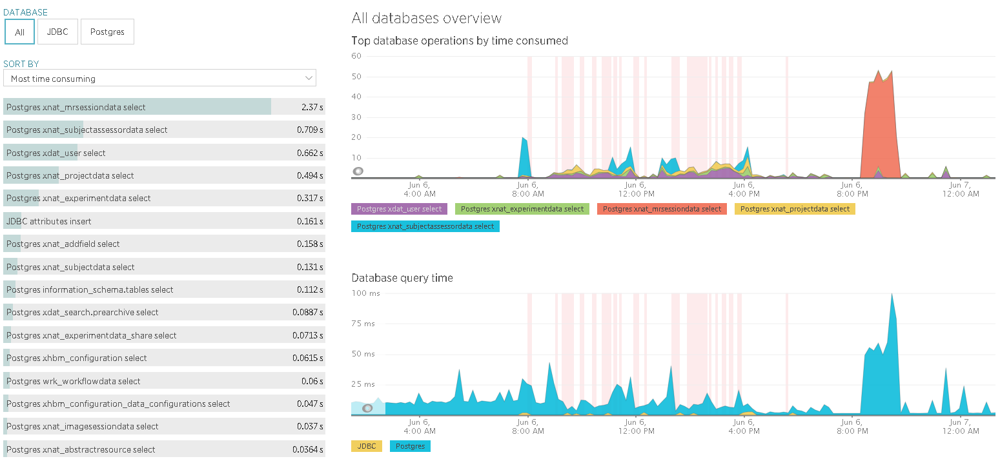 DATABASE
All
JDBC
Postgres
SORT BY
Most time consuming
Postgres xnat_mrsessiondata select 2.37 s
Postgres xnat_subjectassessordata select 0.709 s
Postgres xdat_user select 0.662 s
Postgres xnat_projectdata select 0.494 s
Postgres xnat_experimentdata select 0.317 s
JDBC attributes insert 0.161 s
Postgres xnat_addfield select 0.158 s
Postgres xnat_subjectdata select 0.131 s
Postgres information_schema.tables select 0.112 s
Postgres xdat_search.prearchive select 0.0887 s
Postgres xnat_experimentdata_share select 0.0713 s
Postgres xhbm_configuration select 0.0615 s
Postgres wrk_workflowdata select 0.06 s
Postgres xhbm_configuration_data_configurations select 0.047 s
Postgres xnat_imagesessiondata select 0.037 s
Postgres xnat_abstractresource select 0.0364 s
All databases overview
Top database operations by time consumed
60
50
40
30
20
10
Jun 6, Jun 6, Jun 6, Jun 6, Jun 6, Jun 7,
4:00 AM 8:00 AM 12:00 PM 4:00 PM 8:00 PM 12:00 AM
Postgres xdat_user select Postgres xnat_experimentdata select Postgres xnat_mrsessiondata select Postgres xnat_projectdata select
Postgres xnat_subjectassessordata select
Database query time
100 ms
75 ms
50 ms
25 ms
Jun 6, Jun 6, Jun 6, Jun 6, Jun 6, Jun 7,
4:00 AM 8:00 AM 12:00 PM 4:00 PM 8:00 PM 12:00 AM
JDBC Postgres